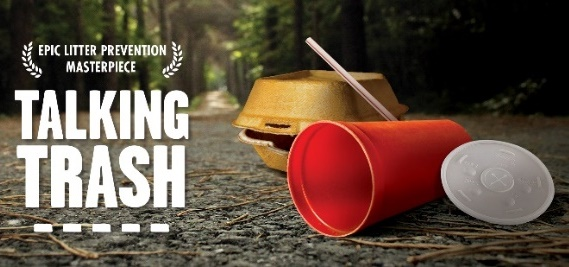 EPIC LITTER PREVENTION
MASTERPIECE
TALKING
TRASH